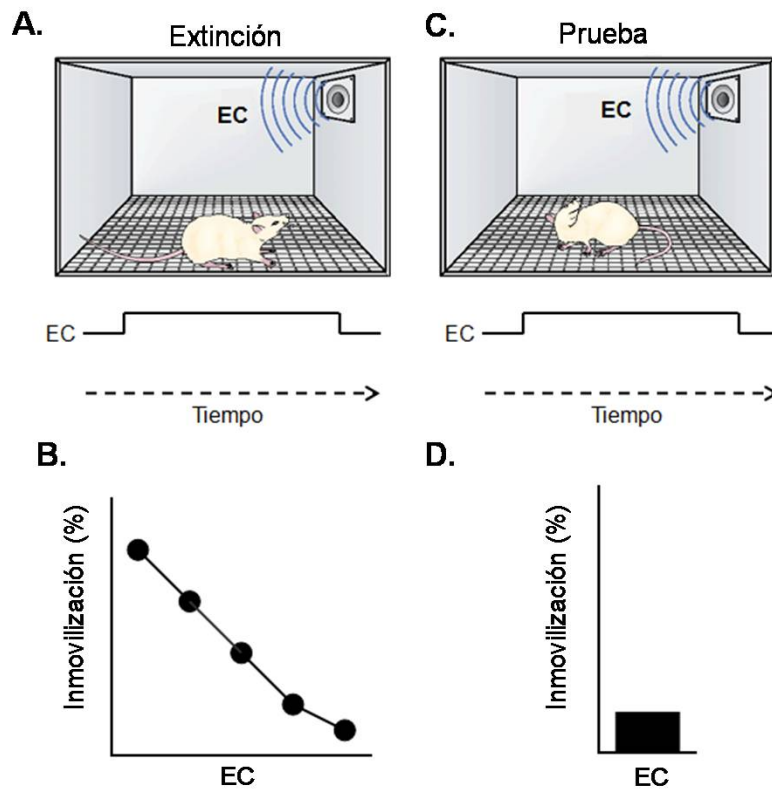 A.
Extinción
EC
EC
Tiempo
B.
Inmovilización (%)
EC
C.
Prueba
EC
EC
Tiempo
D.
Inmovilización (%)
EC